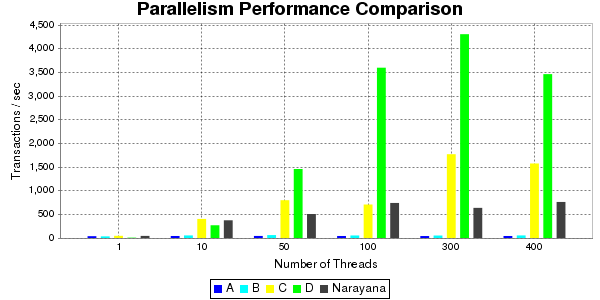 Parallelism Performance Comparison
4,500
4,000
3,500
3,000
2,500
2,000
1,500
1,000
500
0
Transactions / sec
1 10 50 100 300 400
Number of Threads
A B C D Narayana